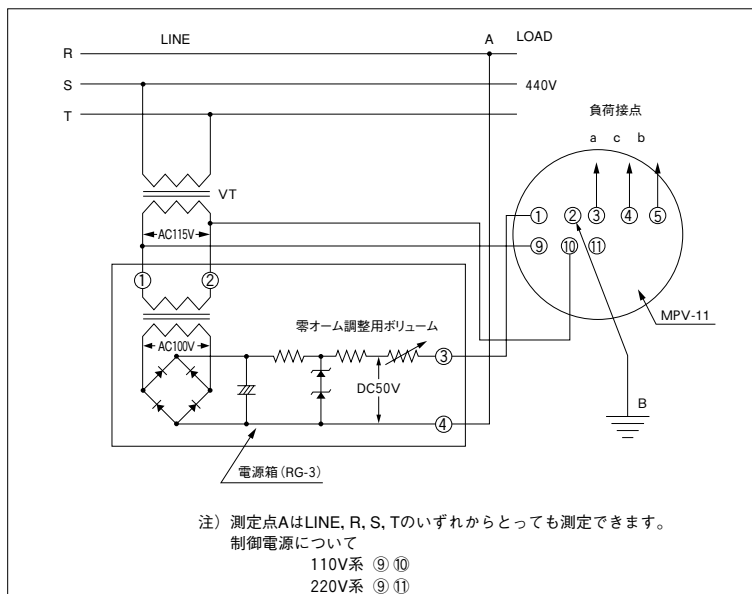 LINE
A
LOAD
R
S
440V
T
負荷接点
a c b
VT
① ② ③ ④ ⑤
AC115V
⑨ ⑩ ⑪
① ②
MPV-11
零オーム調整用ボリューム
AC100V
③
DC50V
B
④
電源箱(RG-3)
注) 測定点AはLINE, R, S, Tのいずれからとっても測定できます。
制御電源について
110V系 ⑨⑩
220V系 ⑨⑪